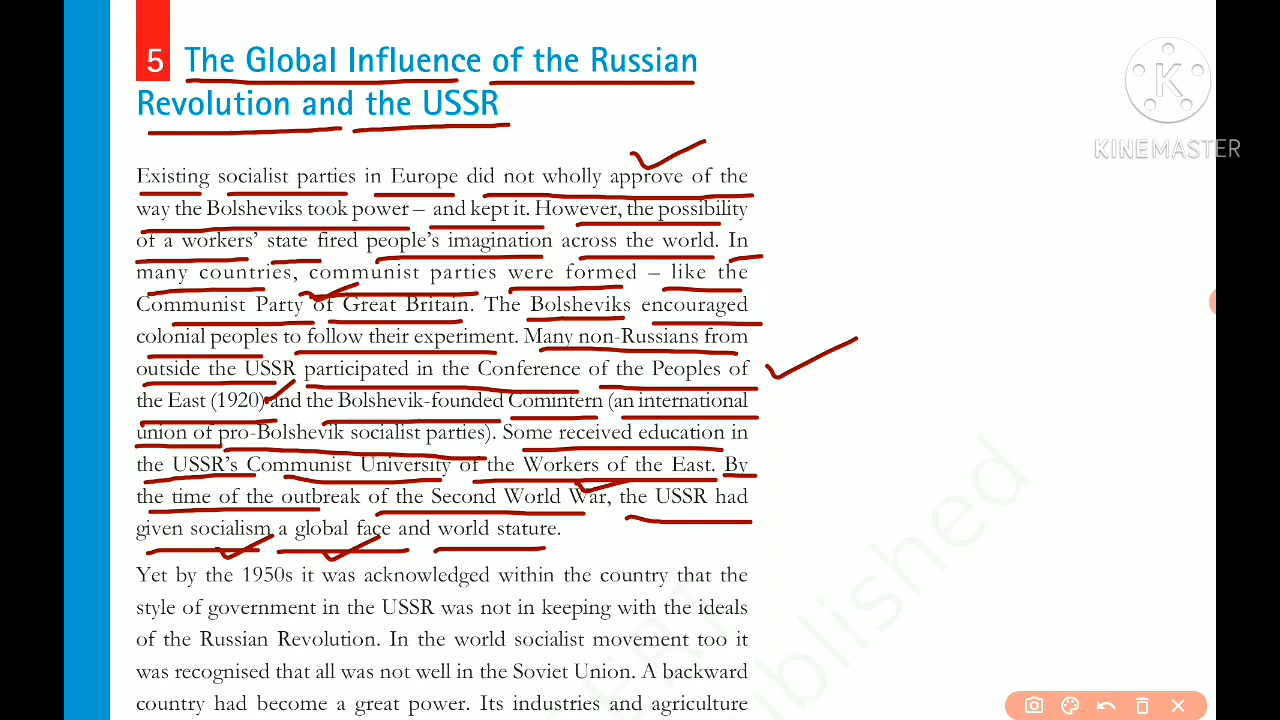 5 The Global Influence of the Russian
Revolution and the USSR
K
KINEMASTER
Existing socialist parties in Europe did not wholly approve of the
way the Bolsheviks took power – and kept it. However, the possibility
of a workers’ state fired people’s imagination across the world. In
many countries, communist parties were formed – like the
Communist Party of Great Britain. The Bolsheviks encouraged
colonial peoples to follow their experiment. Many non-Russians from
outside the USSR participated in the Conference of the Peoples of
the East (1920) and the Bolshevik-founded Comintern (an international
union of pro-Bolshevik socialist parties). Some received education in
the USSR’s Communist University of the Workers of the East. By
the time of the outbreak of the Second World War, the USSR had
given socialism a global face and world stature.
Yet by the 1950s it was acknowledged within the country that the
style of government in the USSR was not in keeping with the ideals
of the Russian Revolution. In the world socialist movement too it
was recognised that all was not well in the Soviet Union. A backward
country had become a great power. Its industries and agriculture